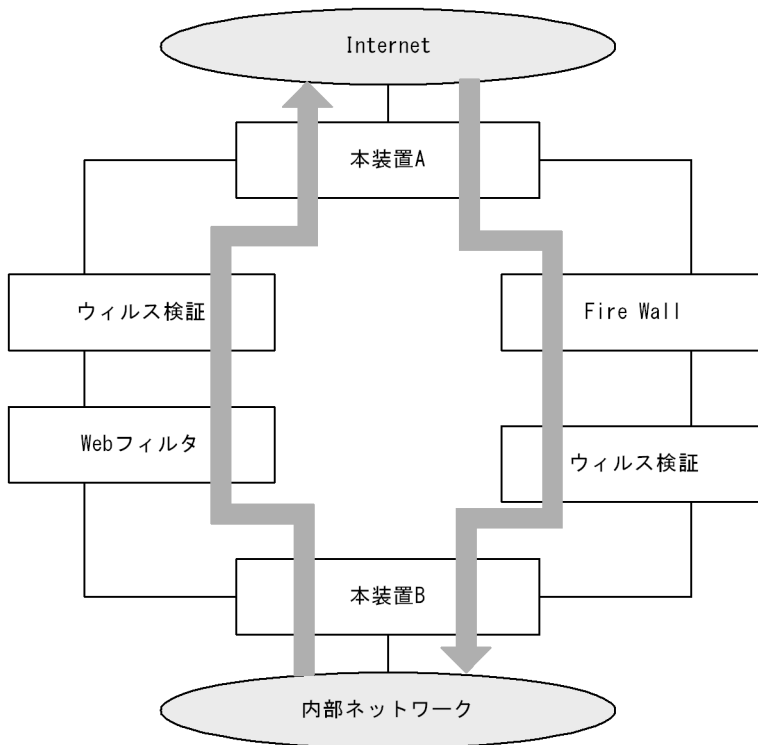 Internet
本装置A
ウィルス検証
Fire Wall
Webフィルタ
ウィルス検証
本装置B
内部ネットワーク